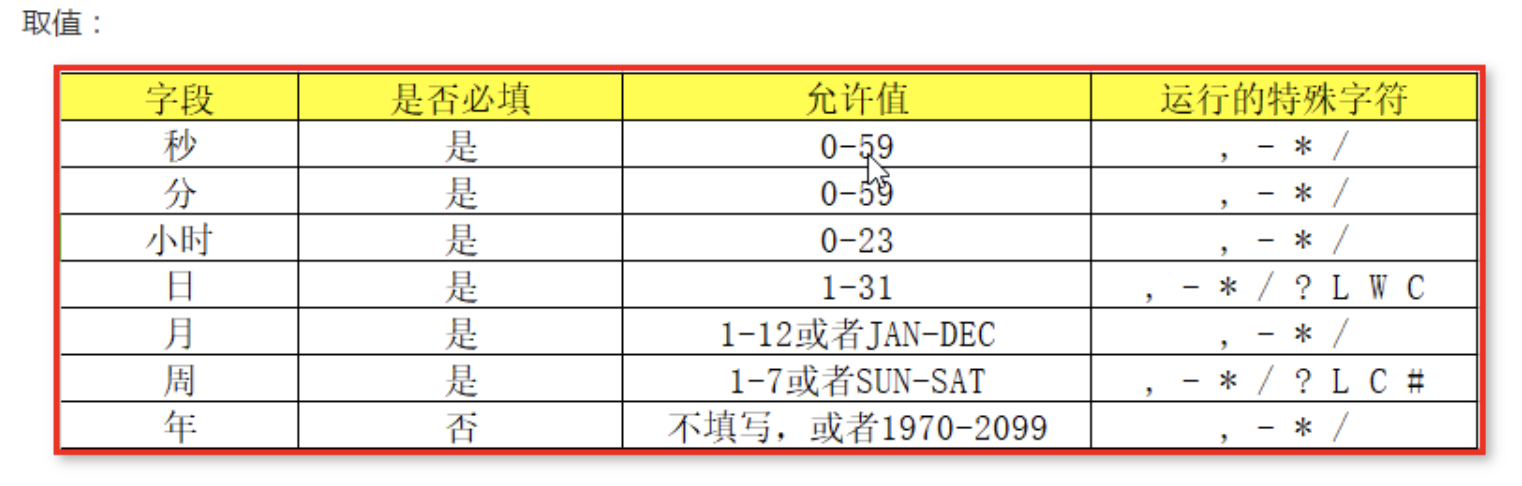 取值：
字段 是否必填 允许值 运行的特殊字符
秒 是 0-59 , - * /
分 是 0-59 , - * /
小时 是 0-23 , - * /
日 是 1-31 , - * / ? L W C
月 是 1-12或者JAN-DEC , - * /
周 是 1-7或者SUN-SAT , - * / ? L C #
年 否 不填写，或者1970-2099 , - * /